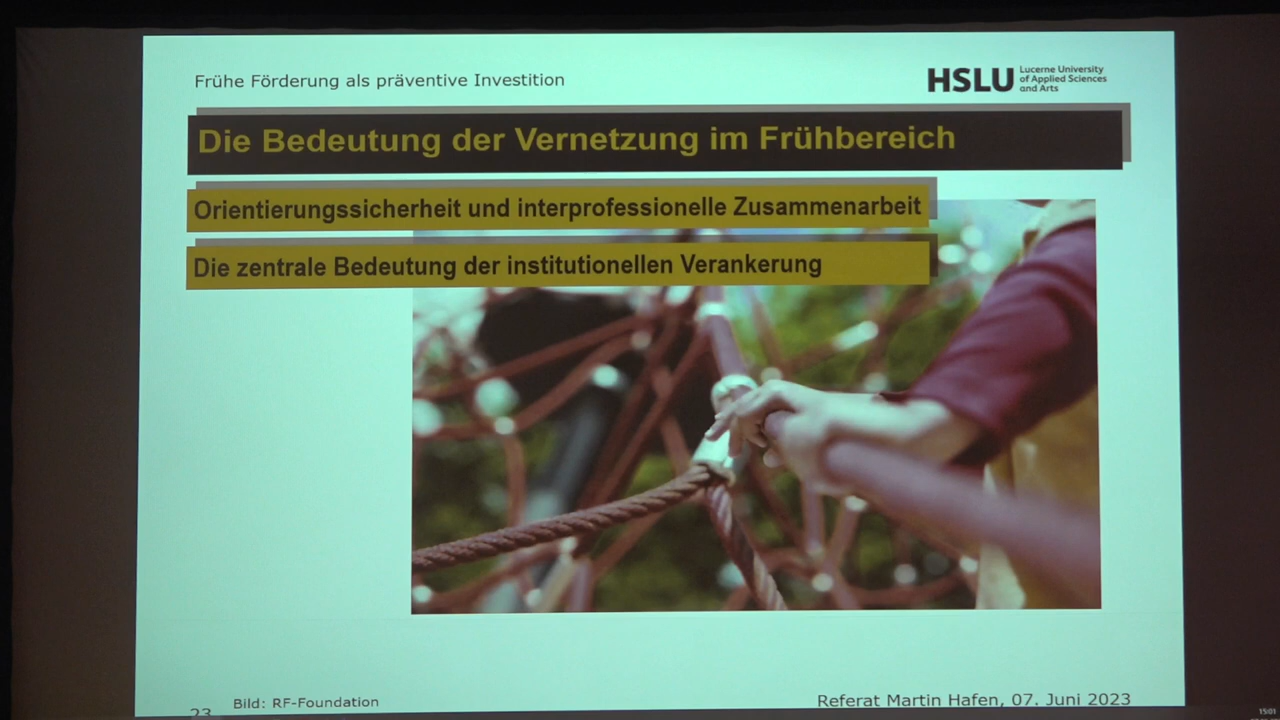 Frühe Förderung als präventive Investition
HSLU
Lucerne University
of Applied Sciences
and Arts
Die Bedeutung der Vernetzung im Frühbereich
Orientierungssicherheit und interprofessionelle Zusammenarbeit
Die zentrale Bedeutung der institutionellen Verankerung
23
Bild: RF-Foundation
Referat Martin Hafen, 07. Juni 2023
15:01